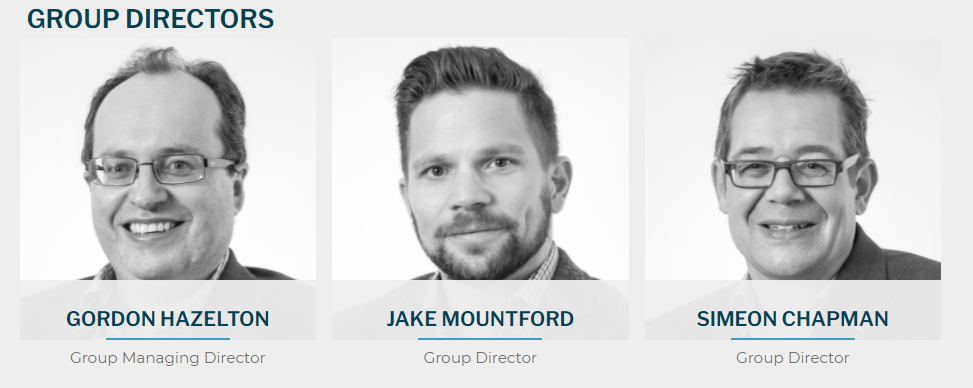 GROUP DIRECTORS
GORDON HAZELTON
Group Managing Director
JAKE MOUNTFORD
Group Director
SIMEON CHAPMAN
Group Director